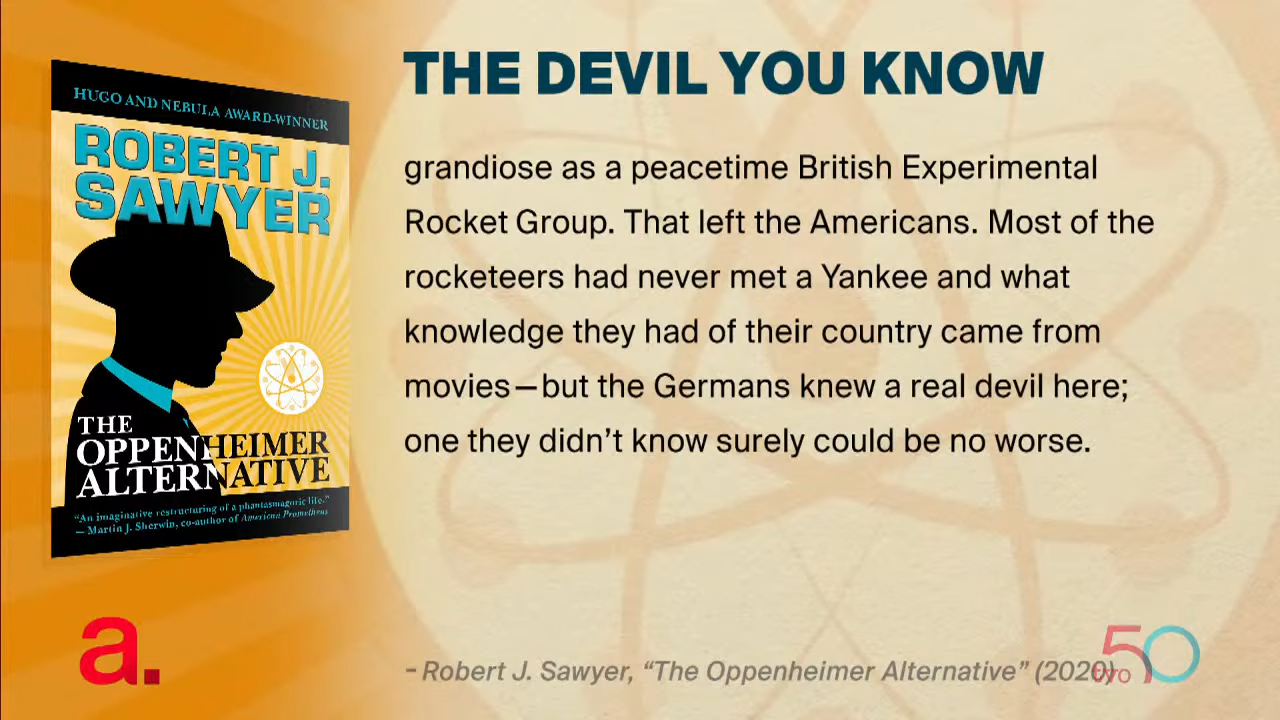 THE DEVIL YOU KNOW
HUGO AND NEBULA AWARD-WINNER
ROBERT J.
SAWYER
THE
OPPENHEIMER
ALTERNATIVE
“An imaginative restructuring of a phantasmagoric life.”
— Martin J. Sherwin, co-author of American Prometheus
grandiose as a peacetime British Experimental
Rocket Group. That left the Americans. Most of the
rocketeers had never met a Yankee and what
knowledge they had of their country came from
movies—but the Germans knew a real devil here;
one they didn’t know surely could be no worse.
a.
– Robert J. Sawyer, “The Oppenheimer Alternative” (2020)
tvo 50